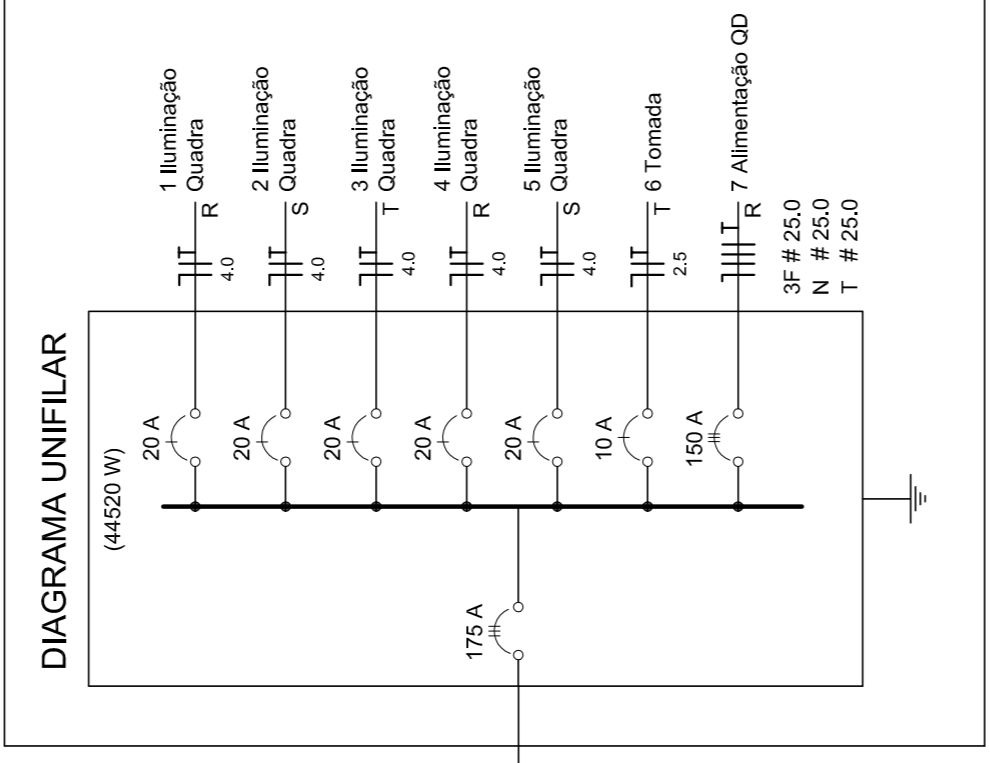 DIAGRAMA UNIFILAR
(44520 W)
175 A
20 A
4.0
R
1 Iluminação
Quadra
20 A
4.0
S
2 Iluminação
Quadra
20 A
4.0
T
3 Iluminação
Quadra
20 A
4.0
R
4 Iluminação
Quadra
20 A
4.0
S
5 Iluminação
Quadra
10 A
2.5
T
6 Tomada
150 A
R
7 Alimentação QD
3F # 25.0
N # 25.0
T # 25.0